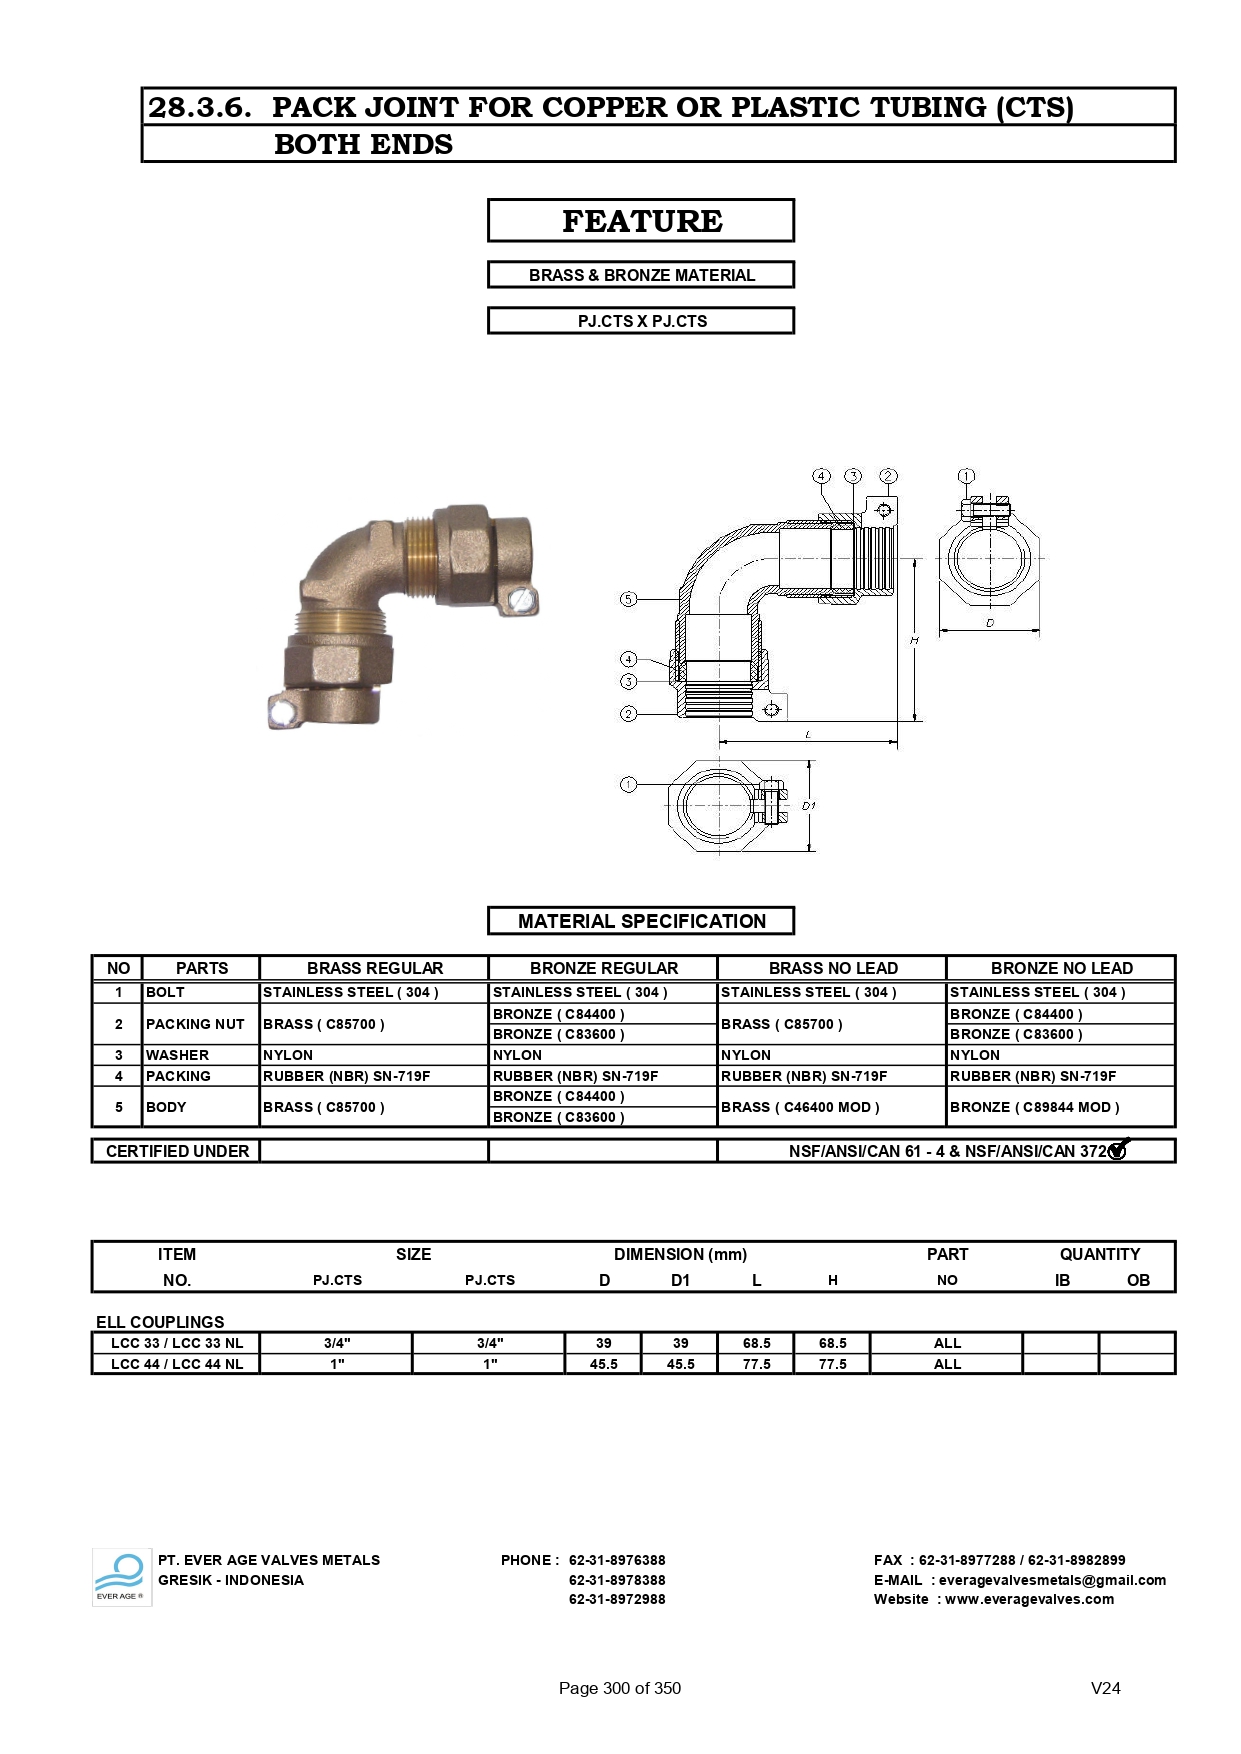 28.3.6. PACK JOINT FOR COPPER OR PLASTIC TUBING (CTS)
BOTH ENDS
FEATURE
BRASS & BRONZE MATERIAL
PJ.CTS X PJ.CTS
4 3 2 1
5
D
H
4
3
2
L
1
D1
MATERIAL SPECIFICATION
NO PARTS BRASS REGULAR BRONZE REGULAR BRASS NO LEAD BRONZE NO LEAD
1 BOLT STAINLESS STEEL ( 304 ) STAINLESS STEEL ( 304 ) STAINLESS STEEL ( 304 ) STAINLESS STEEL ( 304 )
2 PACKING NUT BRASS ( C85700 ) BRONZE ( C84400 ) BRASS ( C85700 ) BRONZE ( C84400 )
BRONZE ( C83600 ) BRONZE ( C83600 )
3 WASHER NYLON NYLON NYLON NYLON
4 PACKING RUBBER (NBR) SN-719F RUBBER (NBR) SN-719F RUBBER (NBR) SN-719F RUBBER (NBR) SN-719F
5 BODY BRASS ( C85700 ) BRONZE ( C84400 ) BRASS ( C46400 MOD ) BRONZE ( C89844 MOD )
BRONZE ( C83600 )
CERTIFIED UNDER NSF/ANSI/CAN 61 - 4 & NSF/ANSI/CAN 372
ITEM SIZE DIMENSION (mm) PART QUANTITY
NO. PJ.CTS PJ.CTS D D1 L H NO IB OB
ELL COUPLINGS
LCC 33 / LCC 33 NL 3/4" 3/4" 39 39 68.5 68.5 ALL
LCC 44 / LCC 44 NL 1" 1" 45.5 45.5 77.5 77.5 ALL
EVER AGE ®
PT. EVER AGE VALVES METALS PHONE : 62-31-8976388 FAX : 62-31-8977288 / 62-31-8982899
GRESIK - INDONESIA 62-31-8978388 E-MAIL : everagevalvesmetals@gmail.com
62-31-8972988 Website : www.everagevalves.com
Page 300 of 350 V24